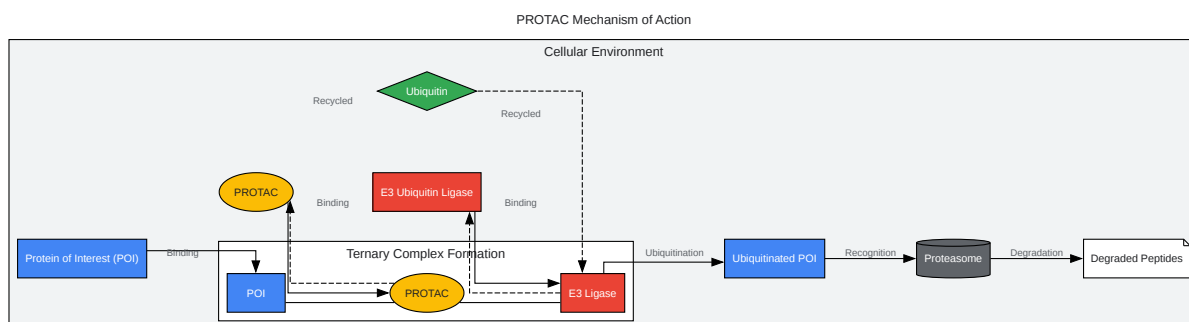 PROTAC Mechanism of Action
Cellular Environment
Ubiquitin
Recycled
Recycled
PROTAC
Binding
E3 Ubiquitin Ligase
Binding
Protein of Interest (POI)
Binding
Ternary Complex Formation
Ubiquitination
Ubiquitinated POI
Recognition
Proteasome
Degradation
Degraded Peptides
POI
PROTAC
E3 Ligase